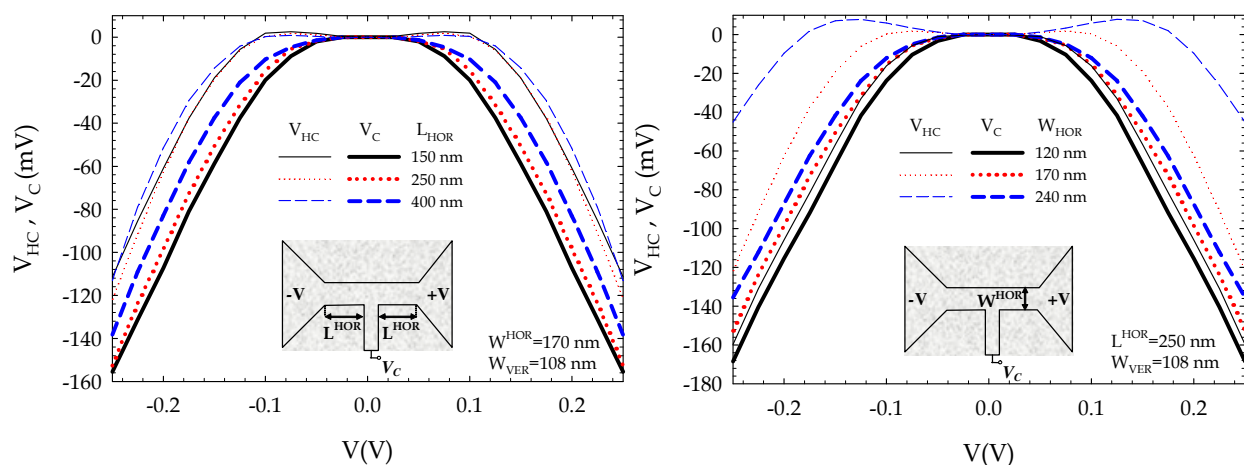 V_HC , V_C (mV)
0
-20
-40
-60
-80
-100
-120
-140
-160
-0.2 -0.1 0.0 0.1 0.2
V(V)
V_HC V_C L_HOR
150 nm
250 nm
400 nm
-V +V
L^HOR L^HOR
V_C
W^HOR=170 nm
W_VER=108 nm
V_HC , V_C (mV)
0
-20
-40
-60
-80
-100
-120
-140
-160
-180
-0.2 -0.1 0.0 0.1 0.2
V(V)
V_HC V_C W_HOR
120 nm
170 nm
240 nm
-V W^HOR +V
V_C
L^HOR=250 nm
W_VER=108 nm